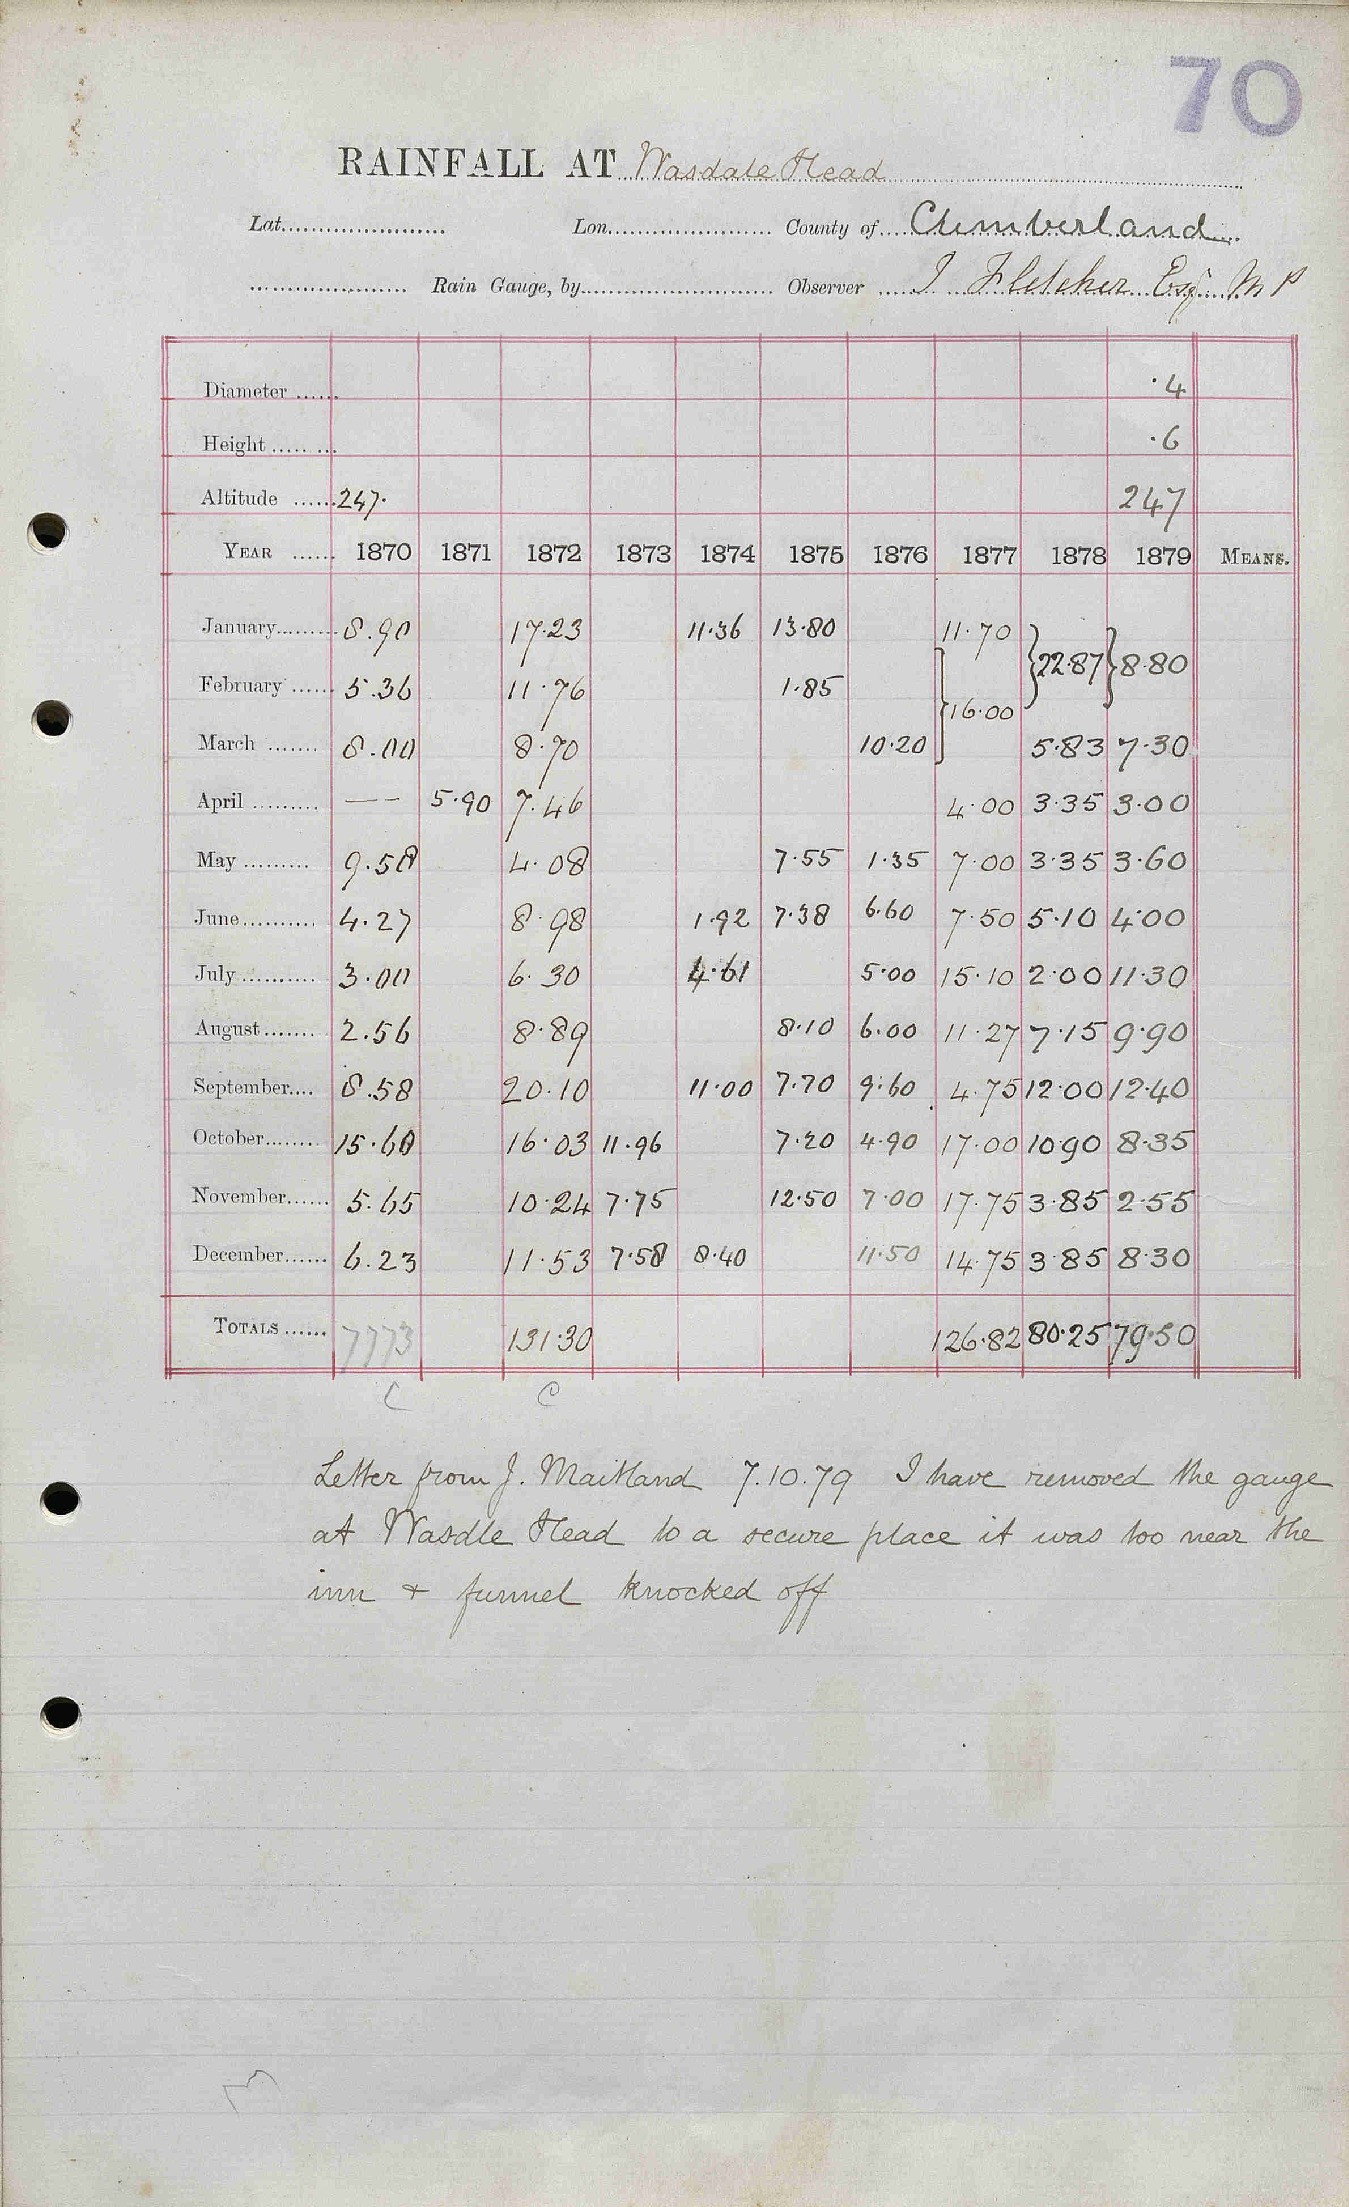 70
RAINFALL AT Wasdale Head
Lat. Lon. County of Cumberland
Rain Gauge, by Observer I Fletcher Esq M P
Diameter ·4
Height ·6
Altitude 247· 247
YEAR 1870 1871 1872 1873 1874 1875 1876 1877 1878 1879 MEANS.
January 8.90 17·23 11·36 13·80 11·70 } 22·87 } 8·80
February 5·36 11·76 1·85 { 16·00
March 8.00 8·70 10·20 5·83 7·30
April — — 5·90 7·46 4·00 3·35 3·00
May 9.58 4·08 7·55 1·35 7·00 3·35 3·60
June 4.27 8·98 1·92 7·38 6·60 7·50 5·10 4·00
July 3.00 6·30 4·61 5·00 15·10 2·00 11·30
August 2.56 8·89 8·10 6·00 11·27 7·15 9·90
September 8.58 20·10 11·00 7·70 9·60 4·75 12·00 12·40
October 15.60 16·03 11·96 7·20 4·90 17·00 10·90 8·35
November 5.65 10·24 7·75 12·50 7·00 17·75 3·85 2·55
December 6.23 11·53 7·58 8·40 11·50 14·75 3·85 8·30
TOTALS 7773 131·30 126·82 80·25 79·50
C C
Letter from J. Maitland 7.10.79 I have removed the gauge
at Wasdle Head to a secure place it was too near the
inn + funnel knocked off